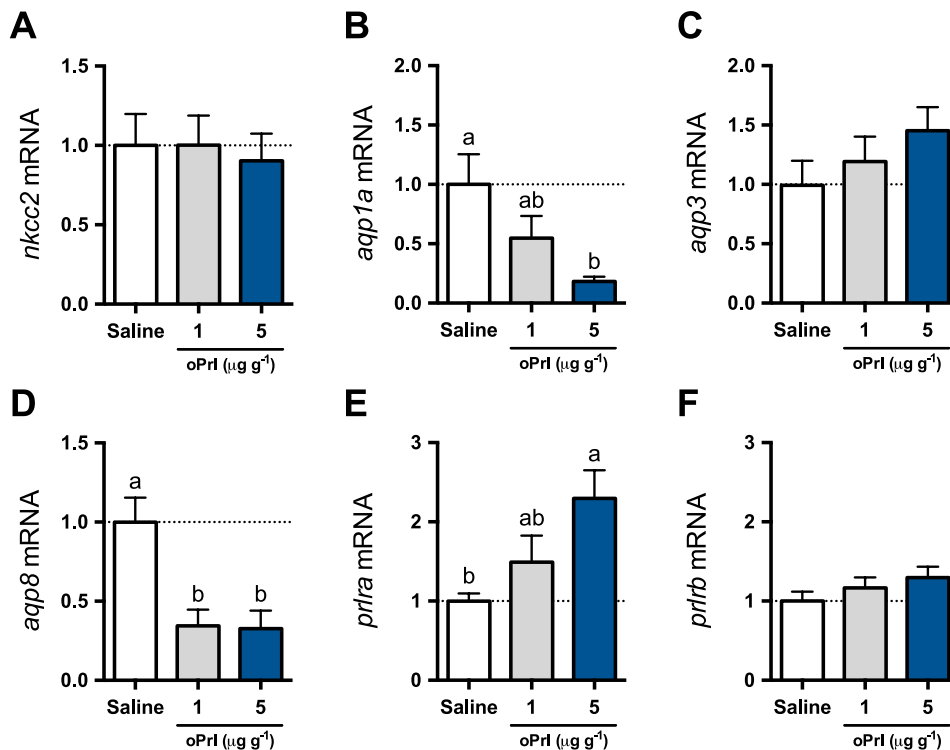 A
nkcc2 mRNA
1.5
1.0
0.5
0.0
Saline 1 5
oPrl (μg g⁻¹)
B
aqp1a mRNA
2.0
1.5
1.0
0.5
0.0
a
ab
b
Saline 1 5
oPrl (μg g⁻¹)
C
aqp3 mRNA
2.0
1.5
1.0
0.5
0.0
Saline 1 5
oPrl (μg g⁻¹)
D
aqp8 mRNA
1.5
1.0
0.5
0.0
a
b b
Saline 1 5
oPrl (μg g⁻¹)
E
prlra mRNA
3
2
1
0
b
ab
a
Saline 1 5
oPrl (μg g⁻¹)
F
prlrb mRNA
3
2
1
0
Saline 1 5
oPrl (μg g⁻¹)